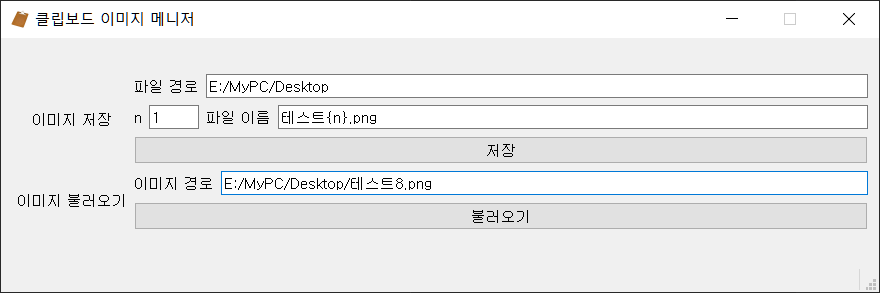 클립보드 이미지 메니저
파일 경로 E:/MyPC/Desktop
이미지 저장
n 1 파일 이름 테스트{n}.png
저장
이미지 경로 E:/MyPC/Desktop/테스트8.png
이미지 불러오기
불러오기